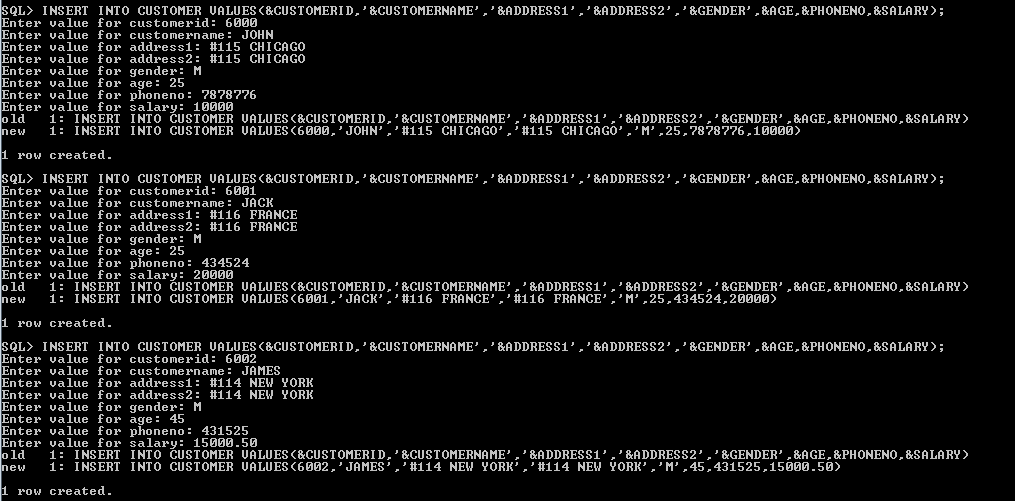 SQL> INSERT INTO CUSTOMER VALUES(&CUSTOMERID,'&CUSTOMERNAME','&ADDRESS1','&ADDRESS2','&GENDER',&AGE,&PHONENO,&SALARY);
Enter value for customerid: 6000
Enter value for customername: JOHN
Enter value for address1: #115 CHICAGO
Enter value for address2: #115 CHICAGO
Enter value for gender: M
Enter value for age: 25
Enter value for phoneno: 7878776
Enter value for salary: 10000
old   1: INSERT INTO CUSTOMER VALUES(&CUSTOMERID,'&CUSTOMERNAME','&ADDRESS1','&ADDRESS2','&GENDER',&AGE,&PHONENO,&SALARY)
new   1: INSERT INTO CUSTOMER VALUES(6000,'JOHN','#115 CHICAGO','#115 CHICAGO','M',25,7878776,10000)
1 row created.
SQL> INSERT INTO CUSTOMER VALUES(&CUSTOMERID,'&CUSTOMERNAME','&ADDRESS1','&ADDRESS2','&GENDER',&AGE,&PHONENO,&SALARY);
Enter value for customerid: 6001
Enter value for customername: JACK
Enter value for address1: #116 FRANCE
Enter value for address2: #116 FRANCE
Enter value for gender: M
Enter value for age: 25
Enter value for phoneno: 434524
Enter value for salary: 20000
old   1: INSERT INTO CUSTOMER VALUES(&CUSTOMERID,'&CUSTOMERNAME','&ADDRESS1','&ADDRESS2','&GENDER',&AGE,&PHONENO,&SALARY)
new   1: INSERT INTO CUSTOMER VALUES(6001,'JACK','#116 FRANCE','#116 FRANCE','M',25,434524,20000)
1 row created.
SQL> INSERT INTO CUSTOMER VALUES(&CUSTOMERID,'&CUSTOMERNAME','&ADDRESS1','&ADDRESS2','&GENDER',&AGE,&PHONENO,&SALARY);
Enter value for customerid: 6002
Enter value for customername: JAMES
Enter value for address1: #114 NEW YORK
Enter value for address2: #114 NEW YORK
Enter value for gender: M
Enter value for age: 45
Enter value for phoneno: 431525
Enter value for salary: 15000.50
old   1: INSERT INTO CUSTOMER VALUES(&CUSTOMERID,'&CUSTOMERNAME','&ADDRESS1','&ADDRESS2','&GENDER',&AGE,&PHONENO,&SALARY)
new   1: INSERT INTO CUSTOMER VALUES(6002,'JAMES','#114 NEW YORK','#114 NEW YORK','M',45,431525,15000.50)
1 row created.